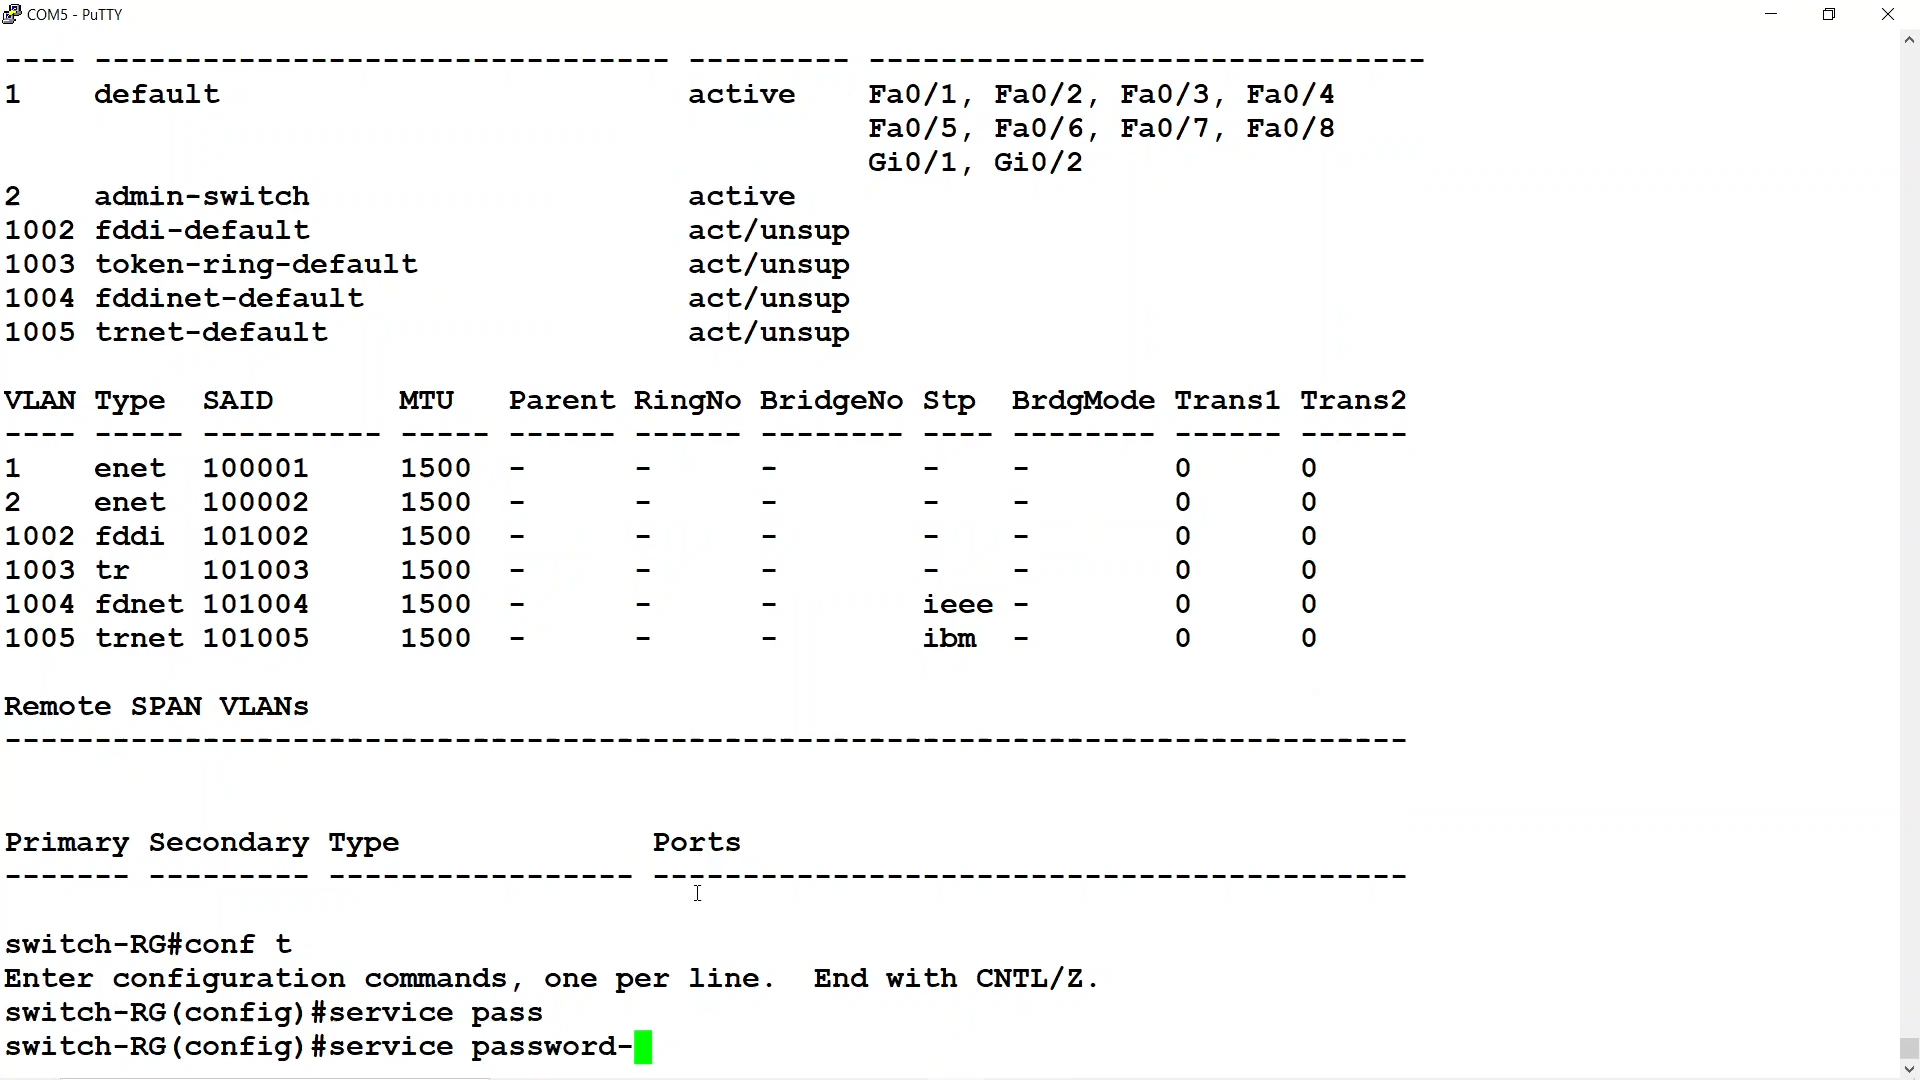 COM5 - PuTTY
---- -------------------------------- --------- -------------------------------
1    default                          active    Fa0/1, Fa0/2, Fa0/3, Fa0/4
                                                Fa0/5, Fa0/6, Fa0/7, Fa0/8
                                                Gi0/1, Gi0/2
2    admin-switch                     active
1002 fddi-default                     act/unsup
1003 token-ring-default               act/unsup
1004 fddinet-default                  act/unsup
1005 trnet-default                    act/unsup
VLAN Type  SAID       MTU   Parent RingNo BridgeNo Stp  BrdgMode Trans1 Trans2
---- ----- ---------- ----- ------ ------ -------- ---- -------- ------ ------
1    enet  100001     1500  -      -      -        -    -        0      0
2    enet  100002     1500  -      -      -        -    -        0      0
1002 fddi  101002     1500  -      -      -        -    -        0      0
1003 tr    101003     1500  -      -      -        -    -        0      0
1004 fdnet 101004     1500  -      -      -        ieee -        0      0
1005 trnet 101005     1500  -      -      -        ibm  -        0      0
Remote SPAN VLANs
------------------------------------------------------------------------------
Primary Secondary Type              Ports
------- --------- ----------------- ------------------------------------------
switch-RG#conf t
Enter configuration commands, one per line.  End with CNTL/Z.
switch-RG(config)#service pass
switch-RG(config)#service password-